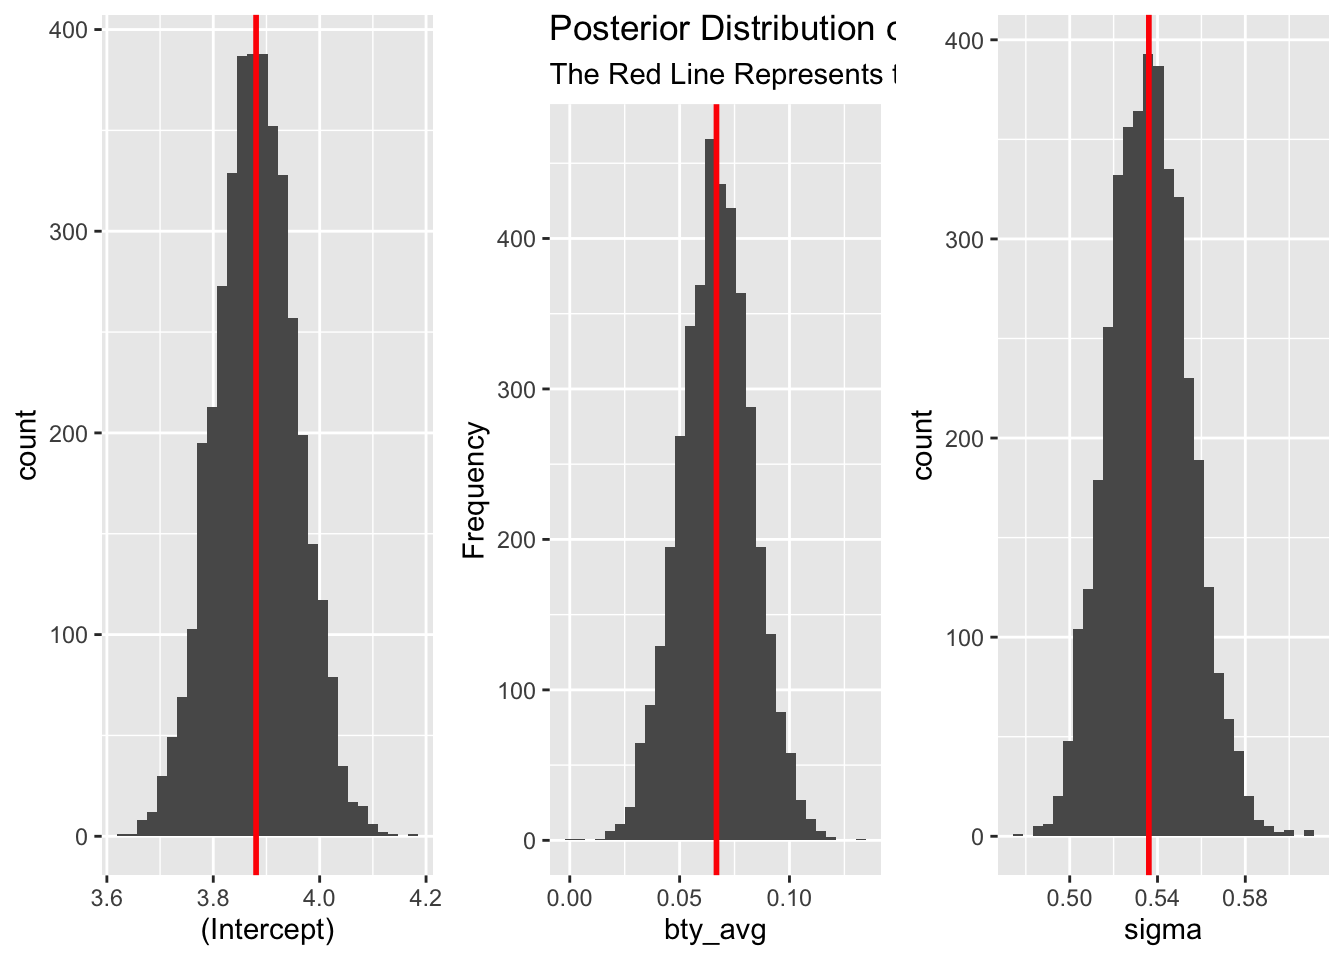 400
300
200
100
0
count
3.6 3.8 4.0 4.2
(Intercept)
Posterior Distribution
The Red Line Represents
400
300
200
100
0
Frequency
0.00 0.05 0.10
bty_avg
400
300
200
100
0
count
0.50 0.54 0.58
sigma